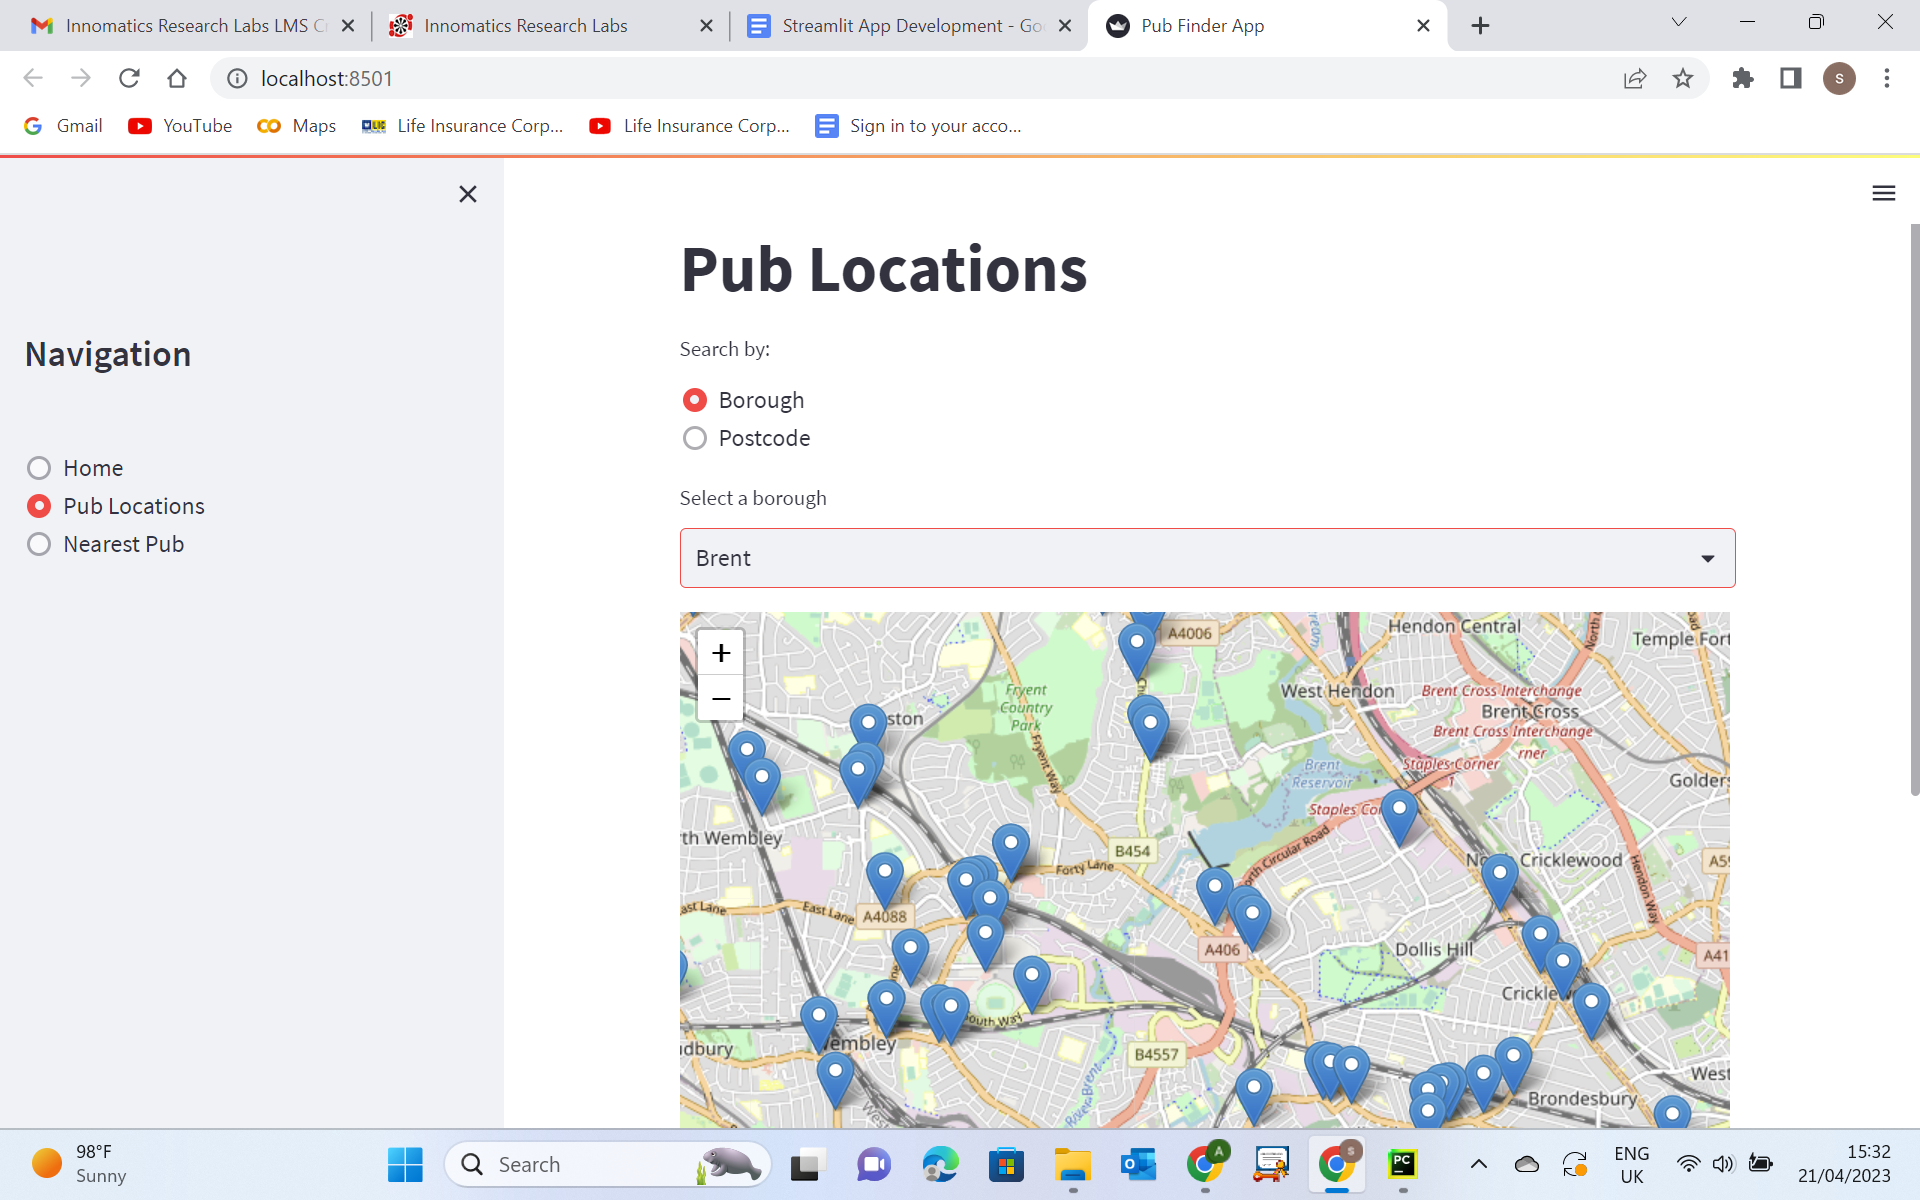 Innomatics Research Labs LMS Cr
Innomatics Research Labs
Streamlit App Development - Goo
Pub Finder App
localhost:8501
S
Gmail
YouTube
Maps
Life Insurance Corp...
Life Insurance Corp...
Sign in to your acco...
Navigation
Home
Pub Locations
Nearest Pub
Pub Locations
Search by:
Borough
Postcode
Select a borough
Brent
+
−
A4006
Hendon Central
Temple Fort
Fryent
Country
Park
West Hendon
Brent Cross Interchange
Brent Cross
Brent Cross Interchange
rner
ston
Fryent Way
Brent
Reservoir
Staples Corner
1
Golders
Staples Co
th Wembley
B454
North Circular Road
Forty Lane
Cricklewood
Hendon Way
A5
ast Lane
East Lane
A4088
A406
Dollis Hill
A41
Crickle
South Way
dbury
embley
B4557
River Brent
West
Brondesbury
98°F
Sunny
Search
A
S
PC
ENG
UK
15:32
21/04/2023